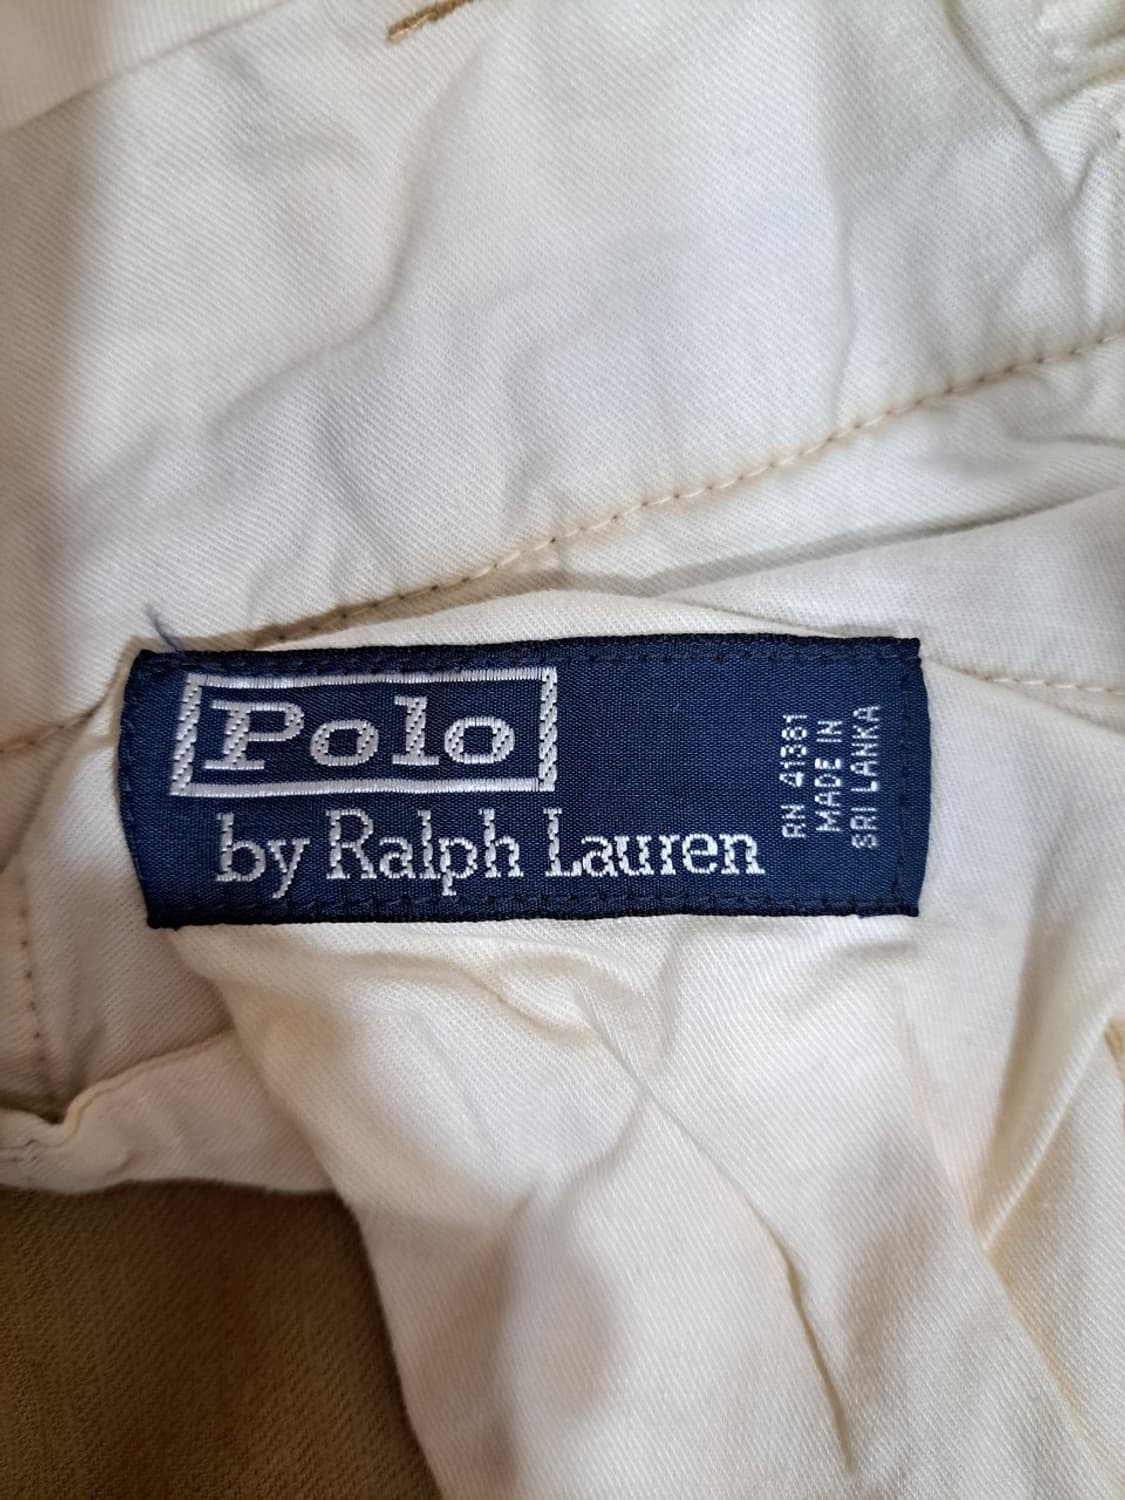 Polo
by Ralph Lauren
RN 41381
MADE IN
SRI LANKA